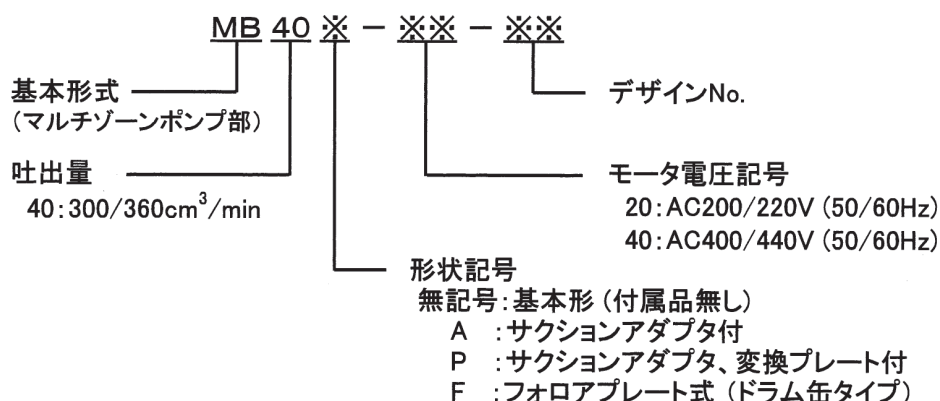 MB 40 ※ － ※※ － ※※
基本形式
(マルチゾーンポンプ部)
デザインNo.
吐出量
40:300/360cm³/min
モータ電圧記号
20:AC200/220V (50/60Hz)
40:AC400/440V (50/60Hz)
形状記号
無記号:基本形 (付属品無し)
A :サクションアダプタ付
P :サクションアダプタ、変換プレート付
F :フォロアプレート式 (ドラム缶タイプ)